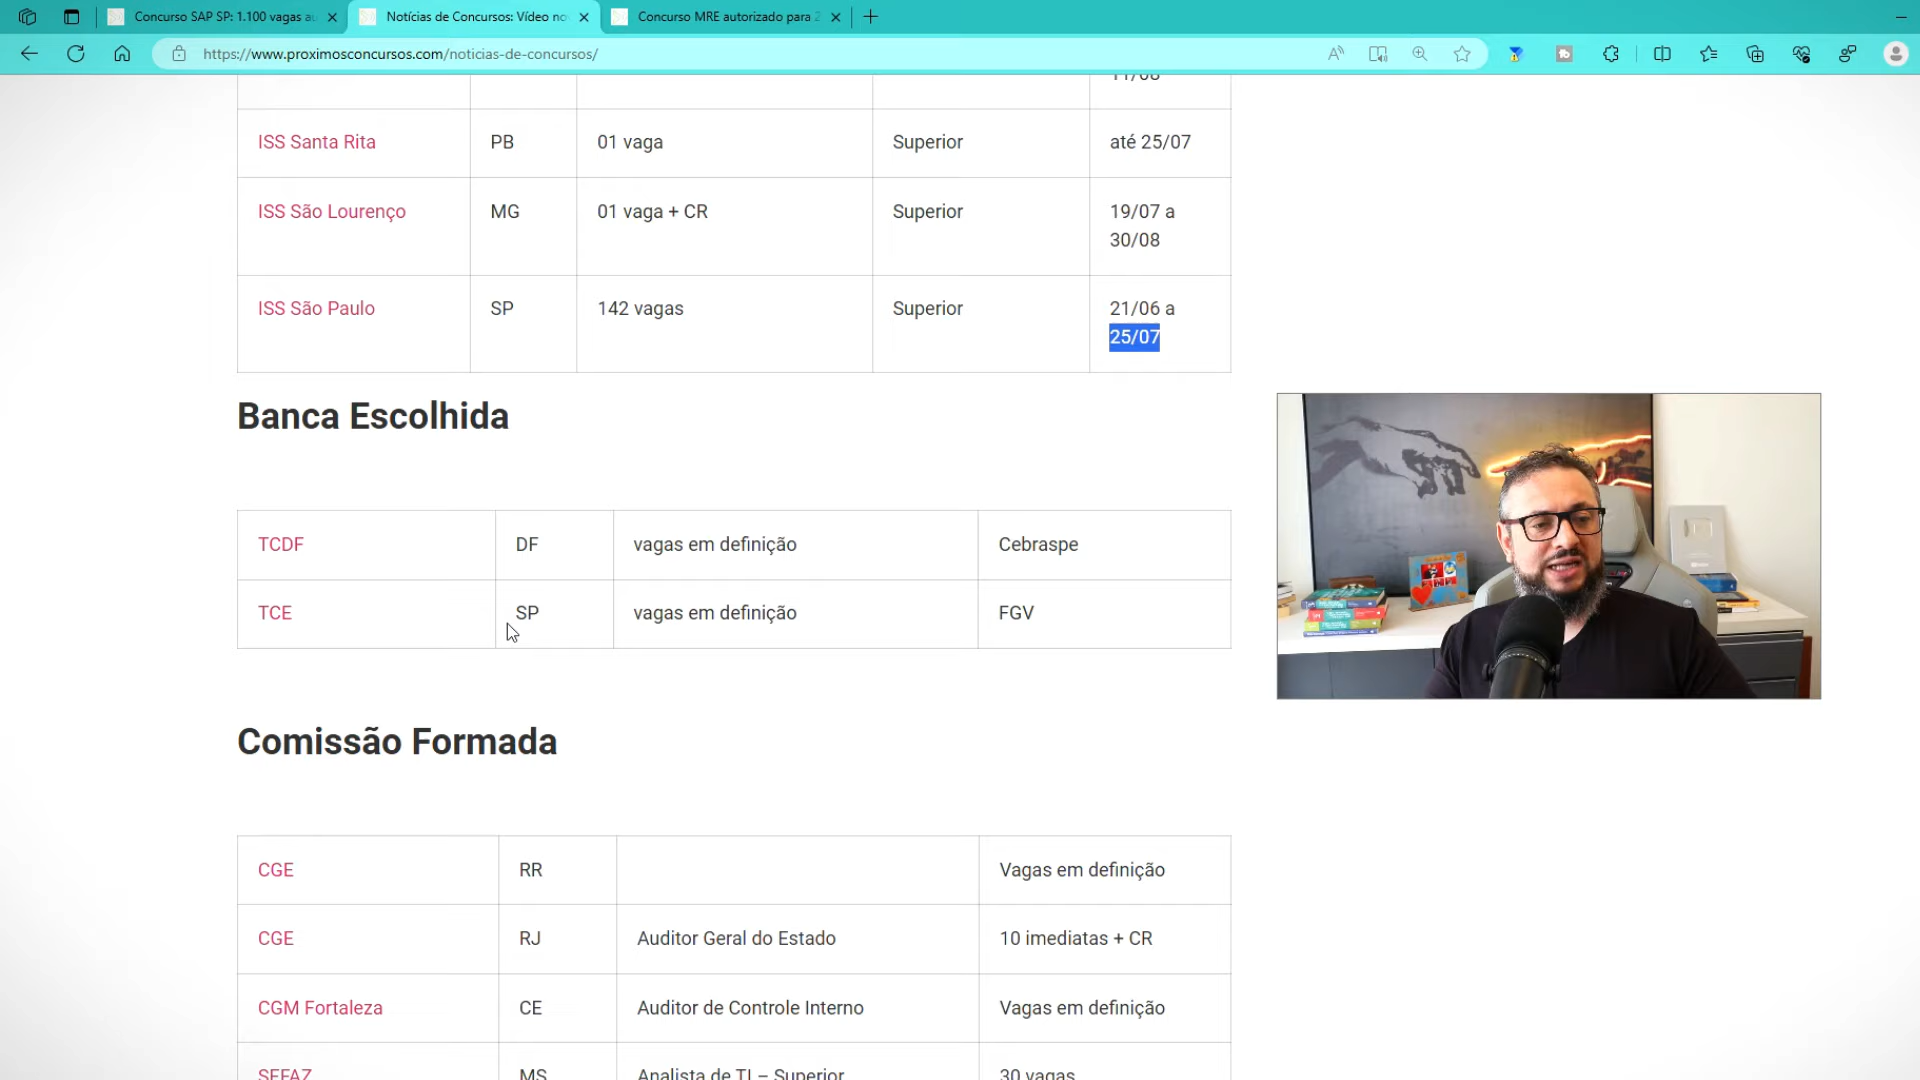 Concurso SAP SP: 1.100 vagas au
Notícias de Concursos: Vídeo no
Concurso MRE autorizado para 2
https://www.proximosconcursos.com/noticias-de-concursos/
11/08
ISS Santa Rita PB 01 vaga Superior até 25/07
ISS São Lourenço MG 01 vaga + CR Superior 19/07 a
30/08
ISS São Paulo SP 142 vagas Superior 21/06 a
25/07
Banca Escolhida
TCDF DF vagas em definição Cebraspe
TCE SP vagas em definição FGV
Comissão Formada
CGE RR Vagas em definição
CGE RJ Auditor Geral do Estado 10 imediatas + CR
CGM Fortaleza CE Auditor de Controle Interno Vagas em definição
SEFAZ MS Analista de TI – Superior 30 vagas